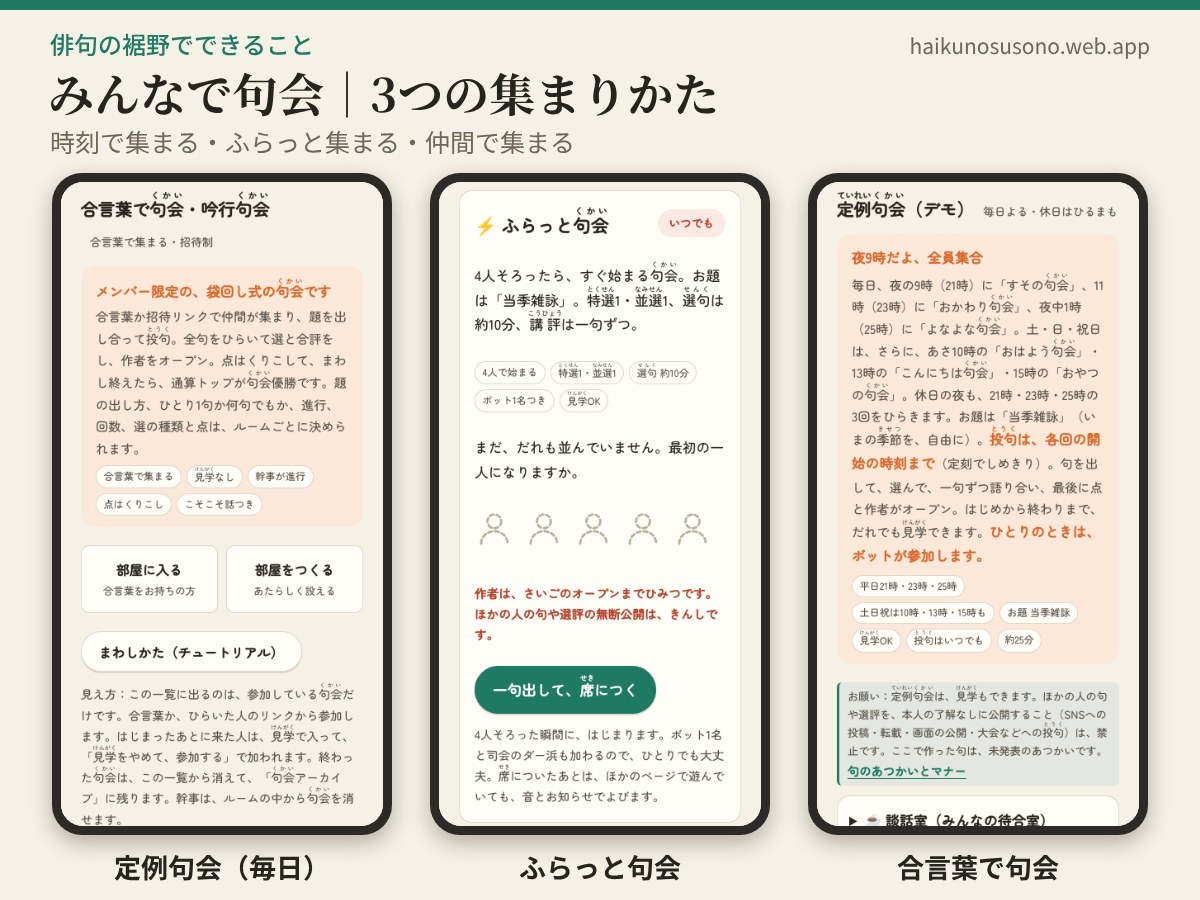 俳句の裾野でできること
haikunosusono.web.app
みんなで句会｜3つの集まりかた
時刻で集まる・ふらっと集まる・仲間で集まる
合言葉で句会・吟行句会
合言葉で集まる・招待制
メンバー限定の、袋回し式の句会です
合言葉か招待リンクで仲間が集まり、題を出
し合って投句。全句をひらいて選と合評を
し、作者をオープン。点はくりこして、まわ
し終えたら、通算トップが句会優勝です。題
の出し方、ひとり1句か何句でもか、進行、
回数、選の種類と点は、ルームごとに決めら
れます。
合言葉で集まる
見学なし
幹事が進行
点はくりこし
こそこそ話つき
部屋に入る
合言葉をお持ちの方
部屋をつくる
あたらしく設える
まわしかた（チュートリアル）
見え方：この一覧に出るのは、参加している句会だ
けです。合言葉か、ひらいた人のリンクから参加し
ます。はじまったあとに来た人は、見学で入って、
「見学をやめて、参加する」で加われます。終わっ
た句会は、この一覧から消えて、「句会アーカイ
ブ」に残ります。幹事は、ルームの中から句会を消
せます。
定例句会（毎日）
⚡ ふらっと句会
いつでも
4人そろったら、すぐ始まる句会。お題
は「当季雑詠」。特選1・並選1、選句は
約10分、講評は一句ずつ。
4人で始まる
特選1・並選1
選句 約10分
ボット1名つき
見学OK
まだ、だれも並んでいません。最初の一
人になりますか。
作者は、さいごのオープンまでひみつです。
ほかの人の句や選評の無断公開は、きんしで
す。
一句出して、席につく
4人そろった瞬間に、はじまります。ボット1名
と司会のダー浜も加わるので、ひとりでも大丈
夫。席についたあとは、ほかのページで遊んで
いても、音とお知らせでよびます。
ふらっと句会
定例句会（デモ）
毎日よる・休日はひるまも
夜9時だよ、全員集合
毎日、夜の9時（21時）に「すその句会」、11
時（23時）に「おかわり句会」、夜中1時
（25時）に「よなよな句会」。土・日・祝日
は、さらに、あさ10時の「おはよう句会」・
13時の「こんにちは句会」・15時の「おやつ
の句会」。休日の夜も、21時・23時・25時の
3回をひらきます。お題は「当季雑詠」（い
まの季節を、自由に）。投句は、各回の開
始の時刻まで（定刻でしめきり）。句を出
して、選んで、一句ずつ語り合い、最後に点
と作者がオープン。はじめから終わりまで、
だれでも見学できます。ひとりのときは、
ボットが参加します。
平日21時・23時・25時
土日祝は10時・13時・15時も
お題 当季雑詠
見学OK
投句はいつでも
約25分
お願い：定例句会は、見学もできます。ほかの人の句
や選評を、本人の了解なしに公開すること（SNSへの
投稿・転載・画面の公開・大会などへの投句）は、禁
止です。ここで作った句は、未発表のあつかいです。
句のあつかいとマナー
▶ ☕ 談話室（みんなの待合室）
合言葉で句会